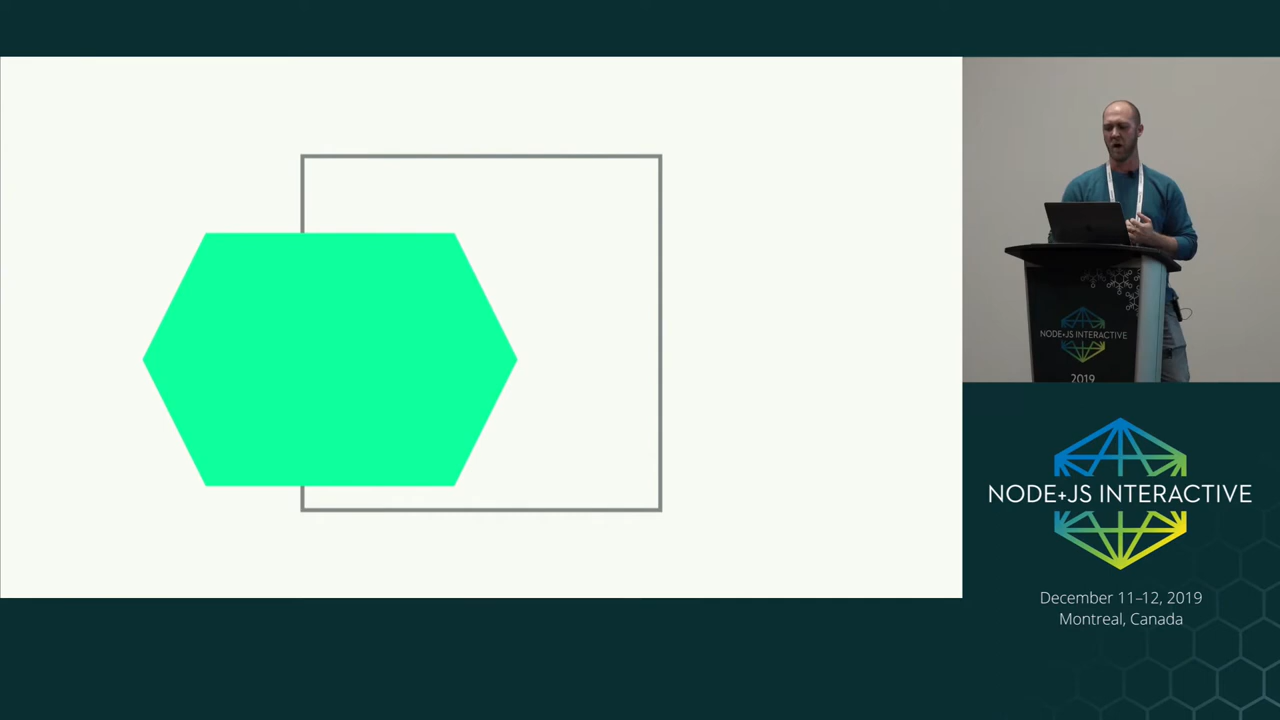 NODE+JS INTERACTIVE
2019
NODE+JS INTERACTIVE
December 11–12, 2019
Montreal, Canada